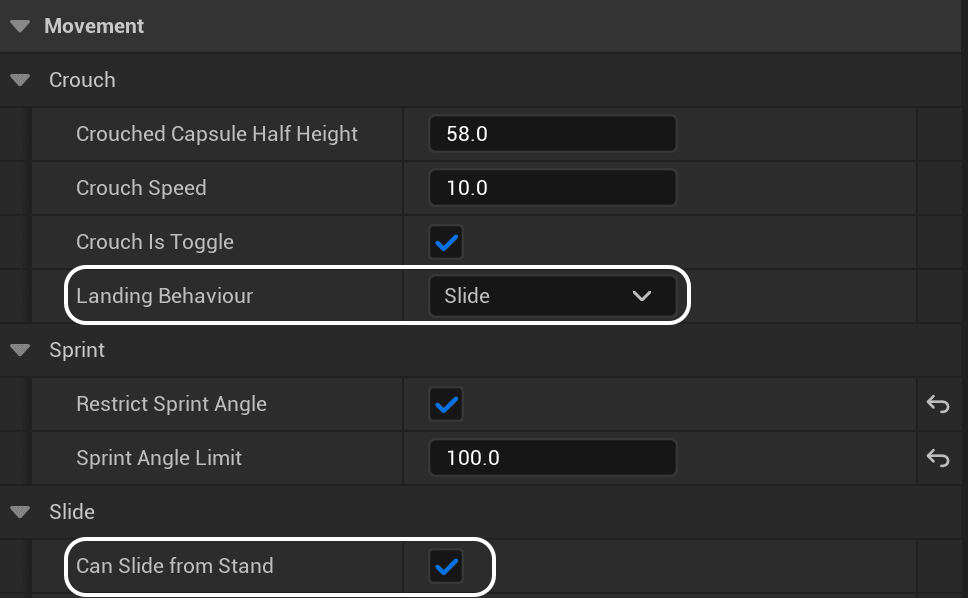 Movement
Crouch
Crouched Capsule Half Height 58.0
Crouch Speed 10.0
Crouch Is Toggle
Landing Behaviour Slide
Sprint
Restrict Sprint Angle
Sprint Angle Limit 100.0
Slide
Can Slide from Stand